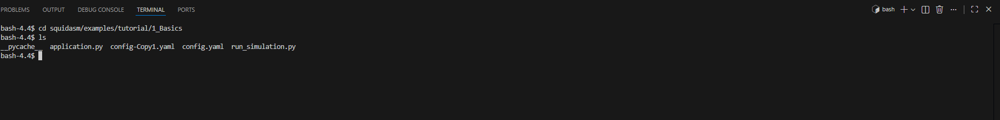 PROBLEMS OUTPUT DEBUG CONSOLE TERMINAL PORTS bash
bash-4.4$ cd squidasm/examples/tutorial/1_Basics
bash-4.4$ ls
__pycache__ application.py config-Copy1.yaml config.yaml run_simulation.py
bash-4.4$